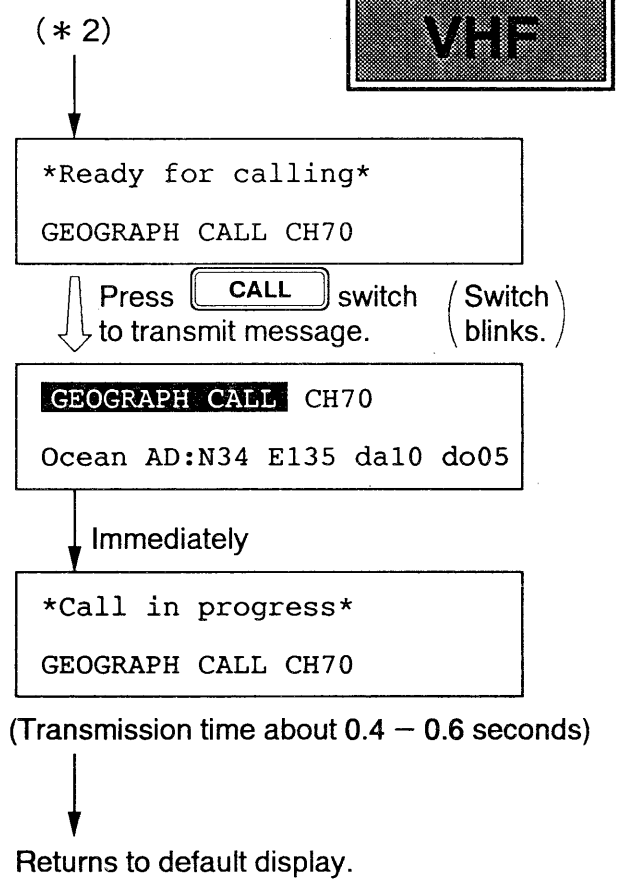 (* 2)
VHF
*Ready for calling*
GEOGRAPH CALL CH70
Press CALL switch (Switch blinks.)
to transmit message.
GEOGRAPH CALL CH70
Ocean AD:N34 E135 da10 do05
Immediately
*Call in progress*
GEOGRAPH CALL CH70
(Transmission time about 0.4 − 0.6 seconds)
Returns to default display.